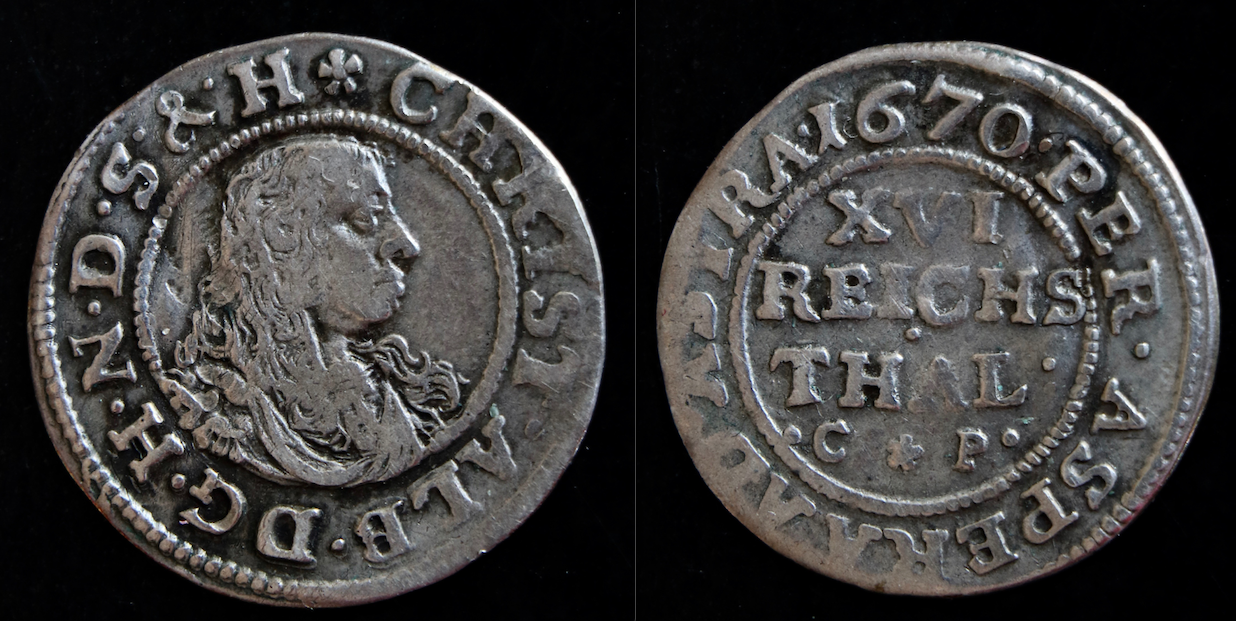 CHRIST·ALB·D·G·H·N·D·S·&·H
PER·ASPERA AD ASTRA·1670·
XVI
REICHS
THAL·
·C P·